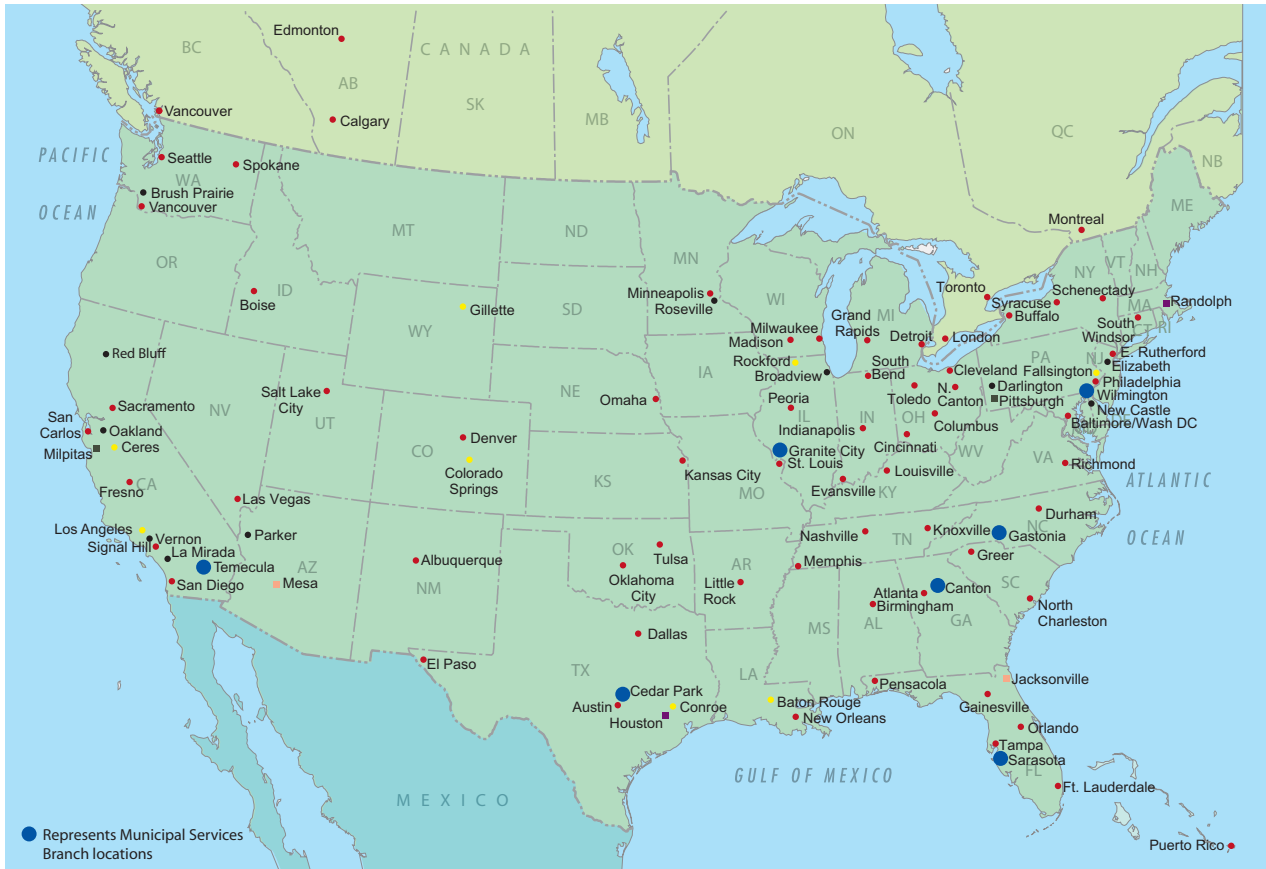 Edmonton
BC
CANADA
AB
SK
MB
ON
QC
NB
Vancouver
Calgary
PACIFIC
OCEAN
Seattle
Spokane
WA
Brush Prairie
Vancouver
MT
ND
MN
ME
Montreal
OR
ID
Boise
WY
Gillette
SD
Minneapolis
Roseville
WI
MI
Toronto
NY
VT
NH
Syracuse
Schenectady
Buffalo
MA
Randolph
CT
RI
South
Windsor
Milwaukee
Madison
Grand
Rapids
Detroit
London
Rockford
Broadview
South
Bend
Cleveland
PA
NJ
E. Rutherford
Elizabeth
Fallsington
Philadelphia
Wilmington
New Castle
Baltimore/Wash DC
DE
Red Bluff
NV
UT
Salt Lake
City
NE
IA
Omaha
Peoria
IL
IN
OH
Toledo
N.
Canton
Darlington
Pittsburgh
Columbus
Indianapolis
Cincinnati
WV
VA
Richmond
Sacramento
San
Carlos
Oakland
Milpitas
Ceres
CA
Fresno
CO
Denver
Colorado
Springs
KS
Kansas City
MO
Granite City
St. Louis
Evansville
Louisville
KY
ATLANTIC
OCEAN
Las Vegas
Los Angeles
Vernon
Signal Hill
La Mirada
Temecula
San Diego
Parker
AZ
Mesa
Albuquerque
NM
OK
Tulsa
Oklahoma
City
AR
Little
Rock
Nashville
TN
Knoxville
Memphis
Durham
NC
Gastonia
Greer
SC
Atlanta
Canton
Birmingham
North
Charleston
MS
AL
GA
El Paso
TX
Dallas
LA
Cedar Park
Austin
Conroe
Houston
Baton Rouge
New Orleans
Pensacola
Jacksonville
Gainesville
Orlando
Tampa
Sarasota
FL
Ft. Lauderdale
GULF OF MEXICO
MEXICO
Puerto Rico
Represents Municipal Services
Branch locations